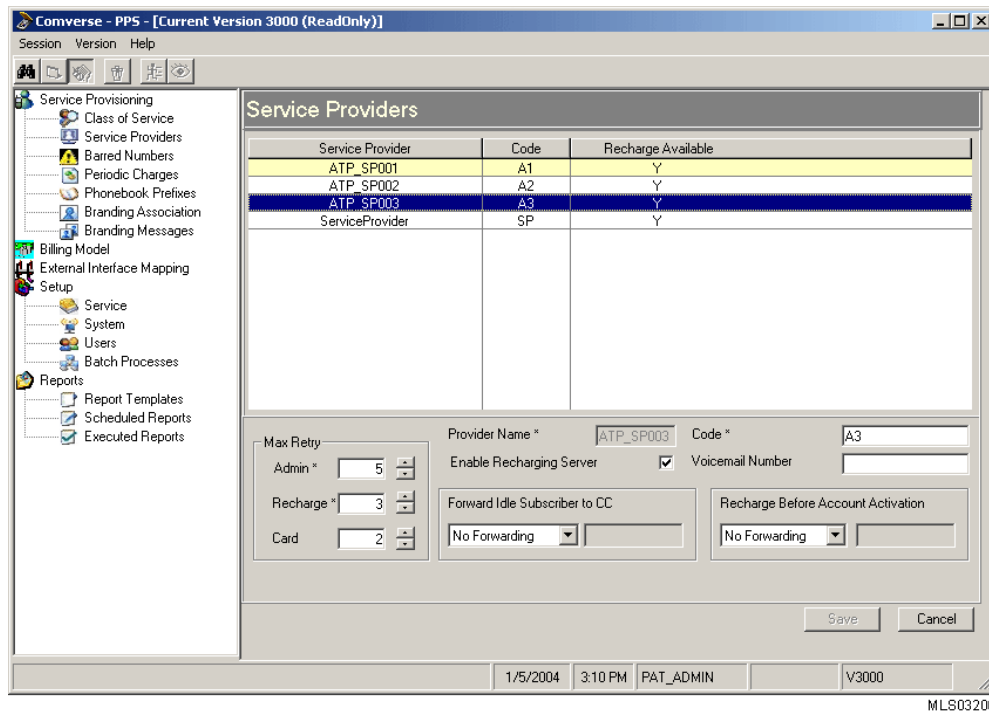 Comverse - PPS - [Current Version 3000 (ReadOnly)]
Session Version Help
Service Provisioning
Class of Service
Service Providers
Barred Numbers
Periodic Charges
Phonebook Prefixes
Branding Association
Branding Messages
Billing Model
External Interface Mapping
Setup
Service
System
Users
Batch Processes
Reports
Report Templates
Scheduled Reports
Executed Reports
Service Providers
Service Provider Code Recharge Available
ATP_SP001 A1 Y
ATP_SP002 A2 Y
ATP_SP003 A3 Y
ServiceProvider SP Y
Max Retry
Admin * 5
Recharge * 3
Card 2
Provider Name * ATP_SP003 Code * A3
Enable Recharging Server Voicemail Number
Forward Idle Subscriber to CC
No Forwarding
Recharge Before Account Activation
No Forwarding
Save Cancel
1/5/2004 3:10 PM PAT_ADMIN V3000
MLS0320